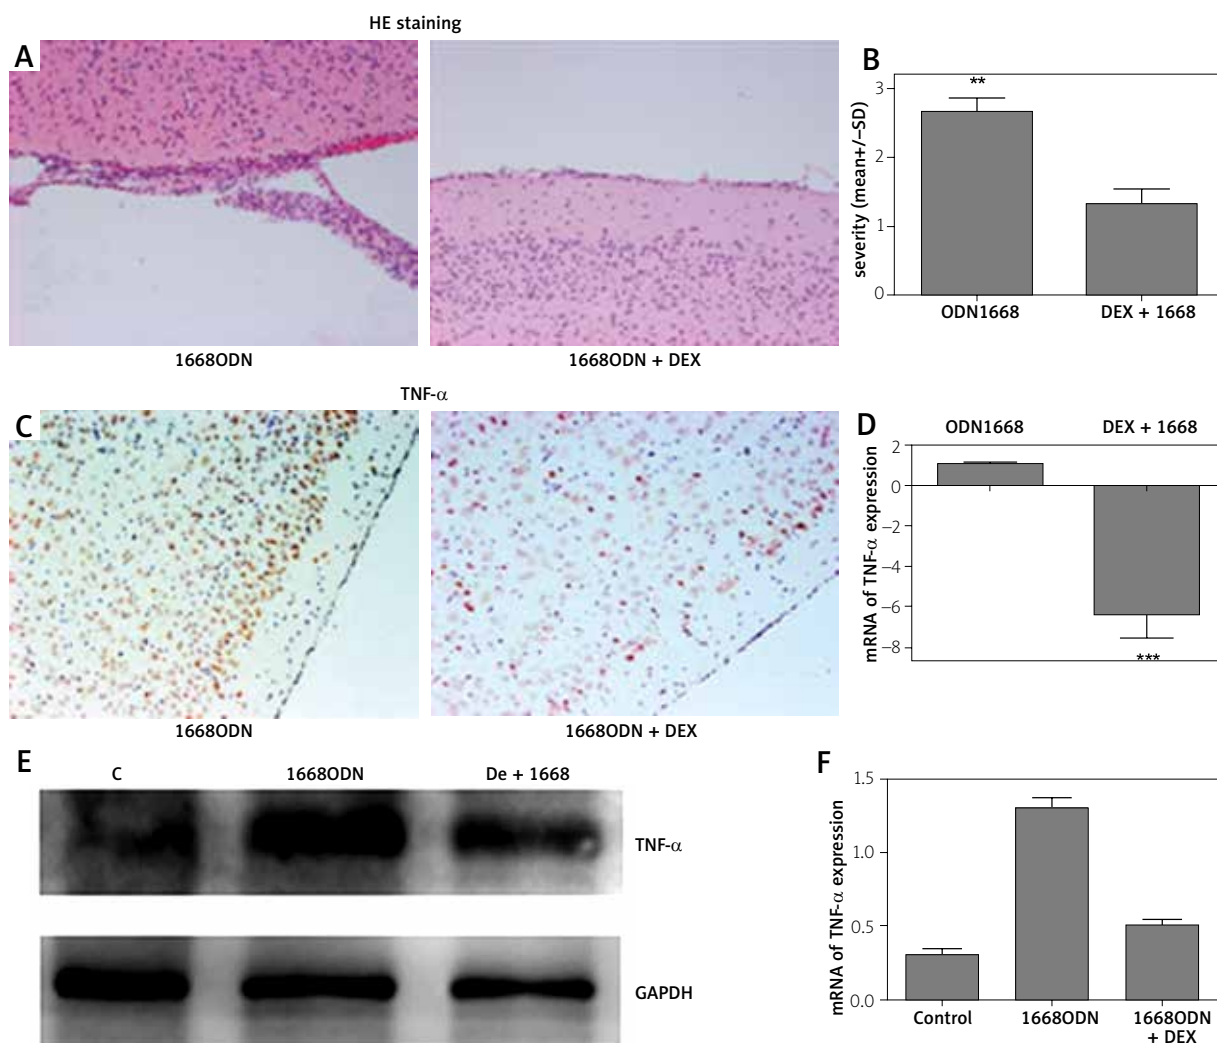 HE staining
A
1668ODN
1668ODN + DEX
B
severity (mean+/−SD)
3
2
1
0
**
ODN1668
DEX + 1668
TNF-α
C
1668ODN
1668ODN + DEX
D
ODN1668
DEX + 1668
mRNA of TNF-α expression
2
0
−2
−4
−6
−8
***
E
C
1668ODN
De + 1668
TNF-α
GAPDH
F
mRNA of TNF-α expression
1.5
1.0
0.5
0.0
Control
1668ODN
1668ODN
+ DEX